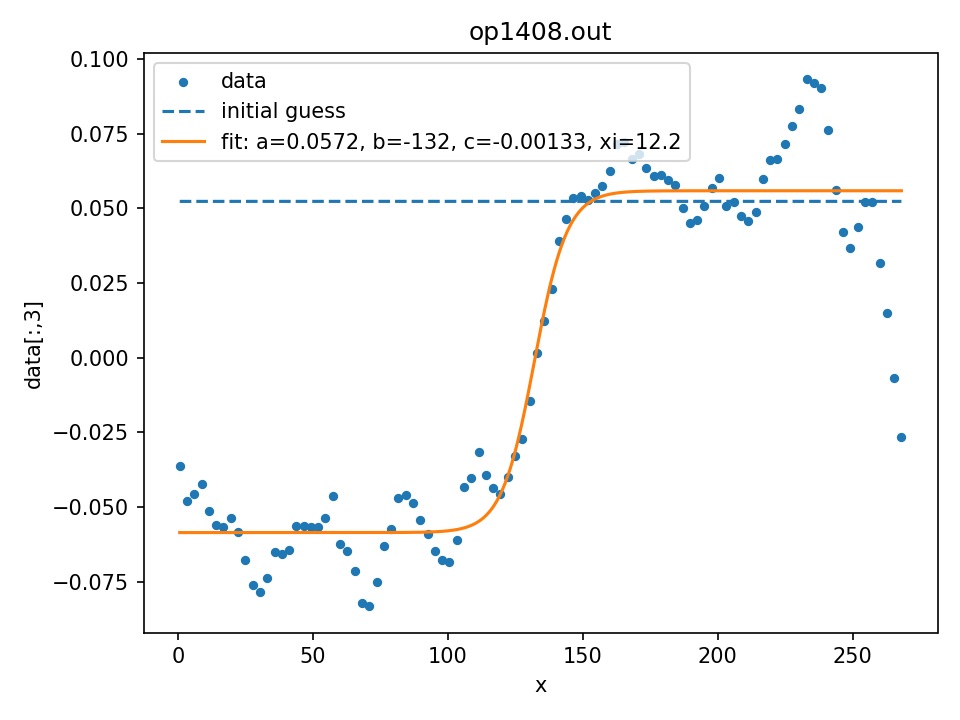 op1408.out
data
initial guess
fit: a=0.0572, b=-132, c=-0.00133, xi=12.2
data[:,3]
0.100
0.075
0.050
0.025
0.000
−0.025
−0.050
−0.075
0
50
100
150
200
250
x